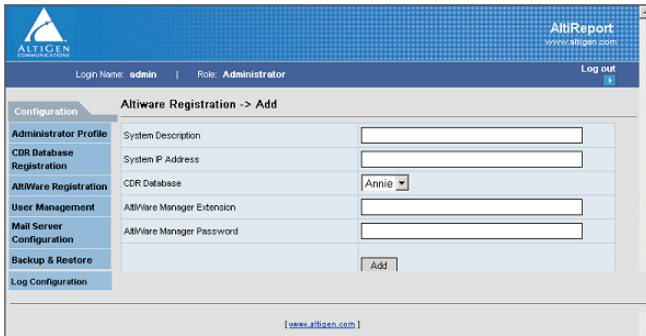 ALTIGEN
COMMUNICATIONS
AltiReport
www.altigen.com
Login Name: admin | Role: Administrator
Log out
Configuration
Altiware Registration -> Add
Administrator Profile
CDR Database
Registration
AltiWare Registration
User Management
Mail Server
Configuration
Backup & Restore
Log Configuration
System Description
System IP Address
CDR Database
Annie
AltiWare Manager Extension
AltiWare Manager Password
Add
[ www.altigen.com ]